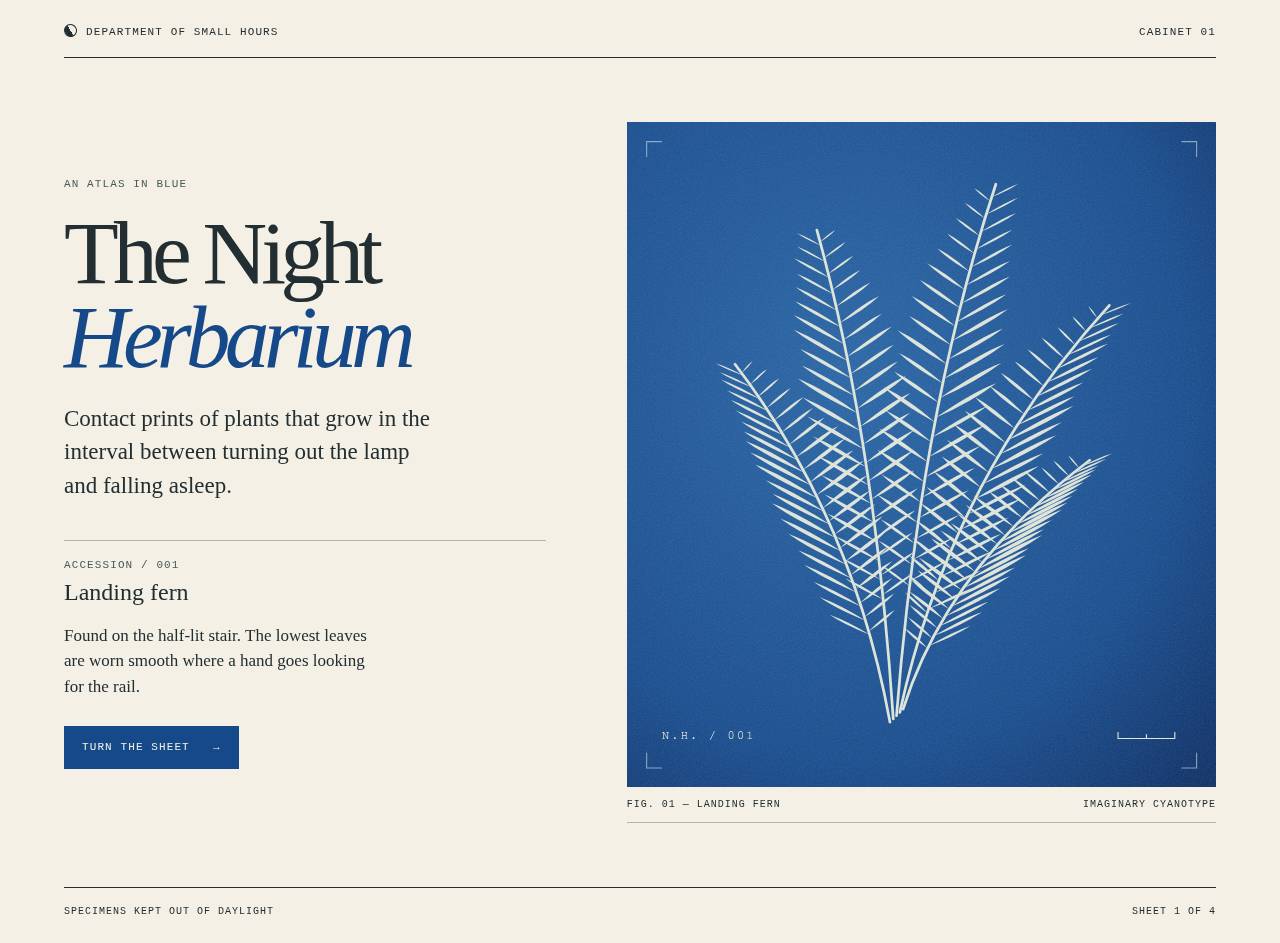 DEPARTMENT OF SMALL HOURS
CABINET 01
AN ATLAS IN BLUE
The Night
Herbarium
Contact prints of plants that grow in the
interval between turning out the lamp
and falling asleep.
ACCESSION / 001
Landing fern
Found on the half-lit stair. The lowest leaves
are worn smooth where a hand goes looking
for the rail.
TURN THE SHEET →
N.H. / 001
FIG. 01 — LANDING FERN
IMAGINARY CYANOTYPE
SPECIMENS KEPT OUT OF DAYLIGHT
SHEET 1 OF 4